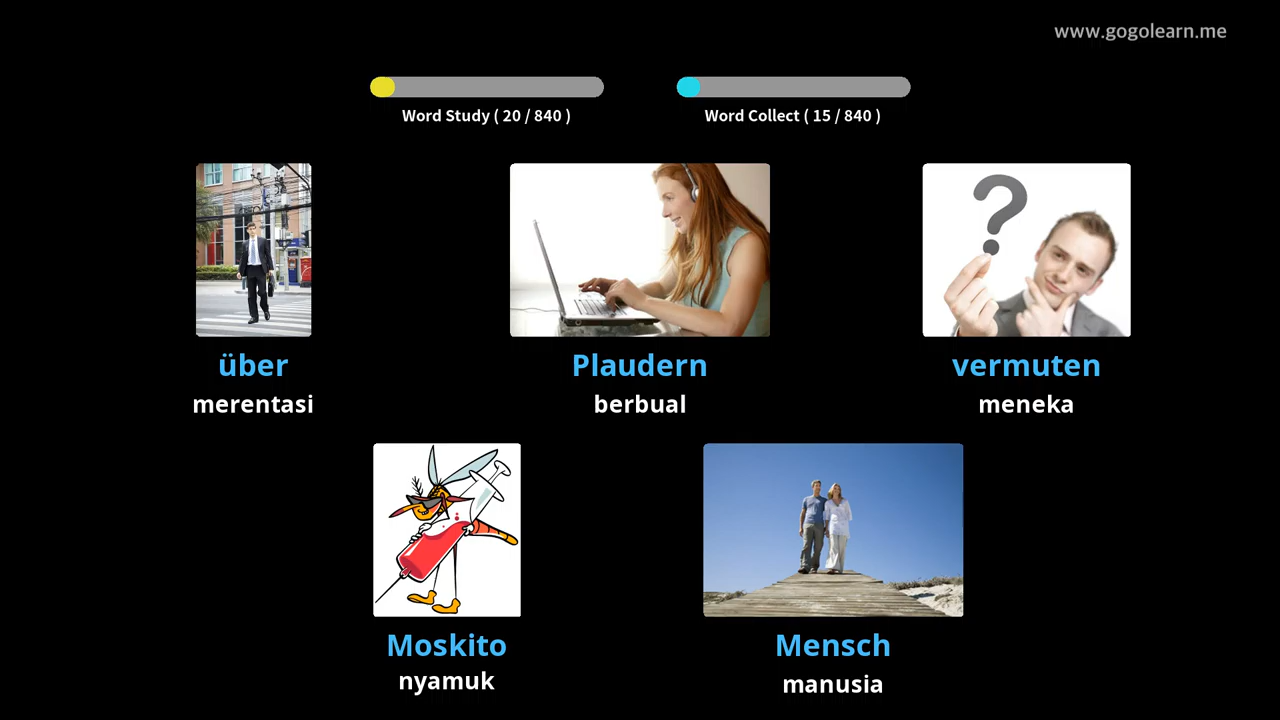 www.gogolearn.me
Word Study ( 20 / 840 )
Word Collect ( 15 / 840 )
über
merentasi
Plaudern
berbual
vermuten
meneka
Moskito
nyamuk
Mensch
manusia